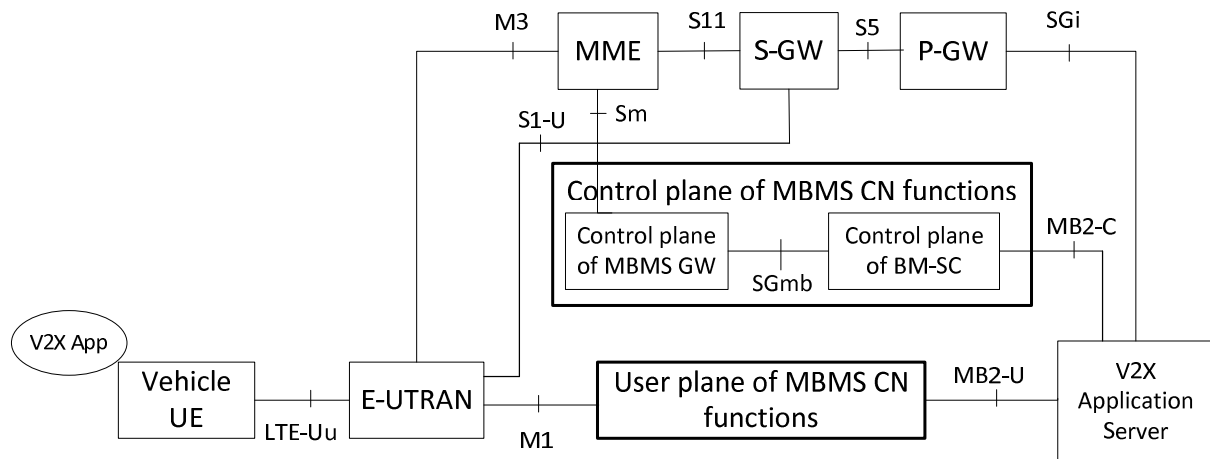 M3
S11
S5
SGi
MME
S-GW
P-GW
S1-U
Sm
Control plane of MBMS CN functions
Control plane
of MBMS GW
SGmb
Control plane
of BM-SC
MB2-C
V2X App
Vehicle
UE
LTE-Uu
E-UTRAN
M1
User plane of MBMS CN
functions
MB2-U
V2X
Application
Server